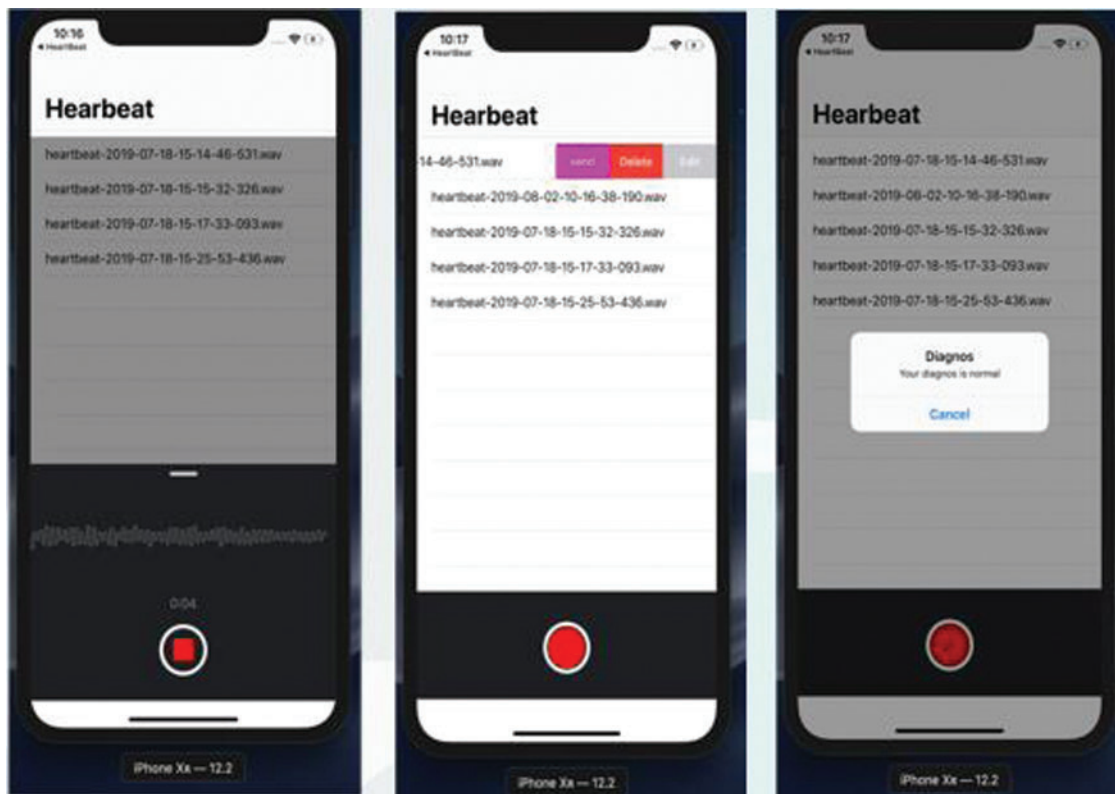 10:16
◀ HeartBeat
Hearbeat
heartbeat-2019-07-18-15-14-46-531.wav
heartbeat-2019-07-18-15-15-32-326.wav
heartbeat-2019-07-18-15-17-33-093.wav
heartbeat-2019-07-18-15-25-53-436.wav
0:04
iPhone Xʀ — 12.2
10:17
◀ HeartBeat
Hearbeat
14-46-531.wav
send
Delete
Edit
heartbeat-2019-08-02-10-16-38-190.wav
heartbeat-2019-07-18-15-15-32-326.wav
heartbeat-2019-07-18-15-17-33-093.wav
heartbeat-2019-07-18-15-25-53-436.wav
iPhone Xʀ — 12.2
10:17
◀ HeartBeat
Hearbeat
heartbeat-2019-07-18-15-14-46-531.wav
heartbeat-2019-08-02-10-16-38-190.wav
heartbeat-2019-07-18-15-15-32-326.wav
heartbeat-2019-07-18-15-17-33-093.wav
heartbeat-2019-07-18-15-25-53-436.wav
Diagnos
Your diagnos is normal
Cancel
iPhone Xʀ — 12.2